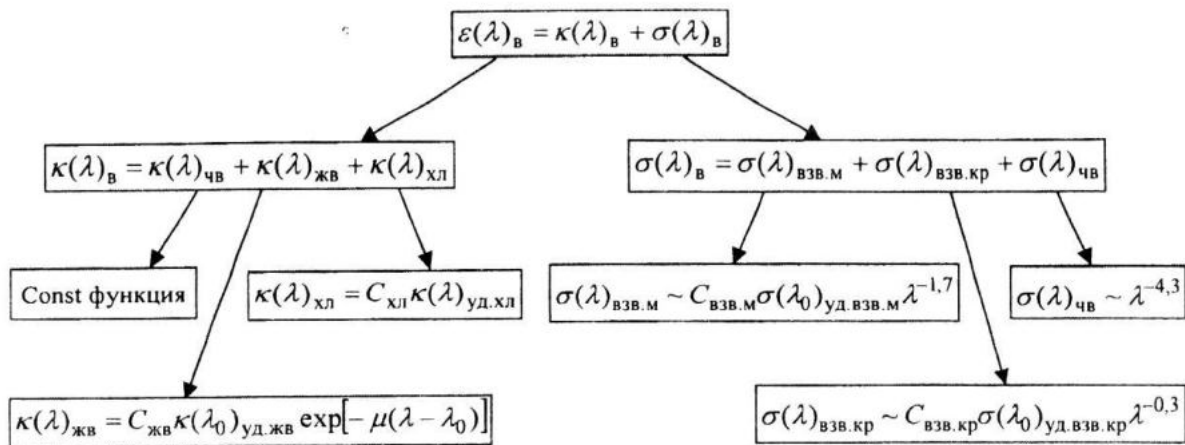 ε(λ)в = κ(λ)в + σ(λ)в
κ(λ)в = κ(λ)чв + κ(λ)жв + κ(λ)хл
σ(λ)в = σ(λ)взв.м + σ(λ)взв.кр + σ(λ)чв
Const функция
κ(λ)хл = Cхл κ(λ)уд.хл
σ(λ)взв.м ~ Cвзв.м σ(λ₀)уд.взв.м λ^−1,7
σ(λ)чв ~ λ^−4,3
κ(λ)жв = Cжв κ(λ₀)уд.жв exp[− μ(λ − λ₀)]
σ(λ)взв.кр ~ Cвзв.кр σ(λ₀)уд.взв.кр λ^−0,3